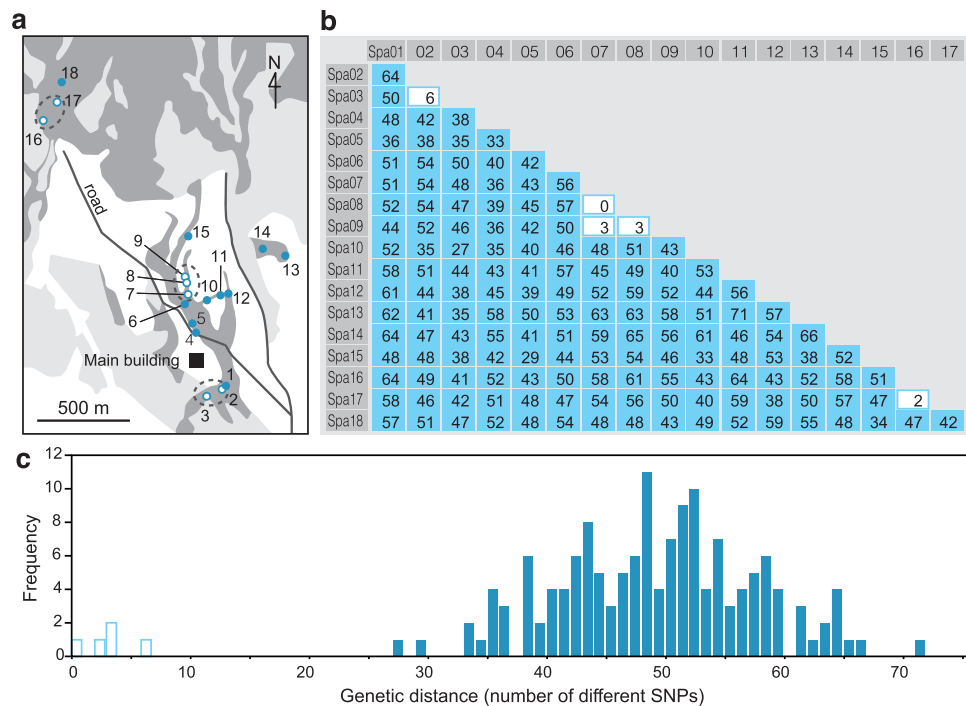 a
N
18
17
16
road
15
14
13
9
8
7
11
10
12
6
5
4
Main building
1
2
3
500 m
b
Spa01 02 03 04 05 06 07 08 09 10 11 12 13 14 15 16 17
Spa02 64
Spa03 50 6
Spa04 48 42 38
Spa05 36 38 35 33
Spa06 51 54 50 40 42
Spa07 51 54 48 36 43 56
Spa08 52 54 47 39 45 57 0
Spa09 44 52 46 36 42 50 3 3
Spa10 52 35 27 35 40 46 48 51 43
Spa11 58 51 44 43 41 57 45 49 40 53
Spa12 61 44 38 45 39 49 52 59 52 44 56
Spa13 62 41 35 58 50 53 63 63 58 51 71 57
Spa14 64 47 43 55 41 51 59 65 56 61 46 54 66
Spa15 48 48 38 42 29 44 53 54 46 33 48 53 38 52
Spa16 64 49 41 52 43 50 58 61 55 43 64 43 52 58 51
Spa17 58 46 42 51 48 47 54 56 50 40 59 38 50 57 47 2
Spa18 57 51 47 52 48 54 48 48 43 49 52 59 55 48 34 47 42
c
12
10
8
6
4
2
0
Frequency
0 10 20 30 40 50 60 70
Genetic distance (number of different SNPs)